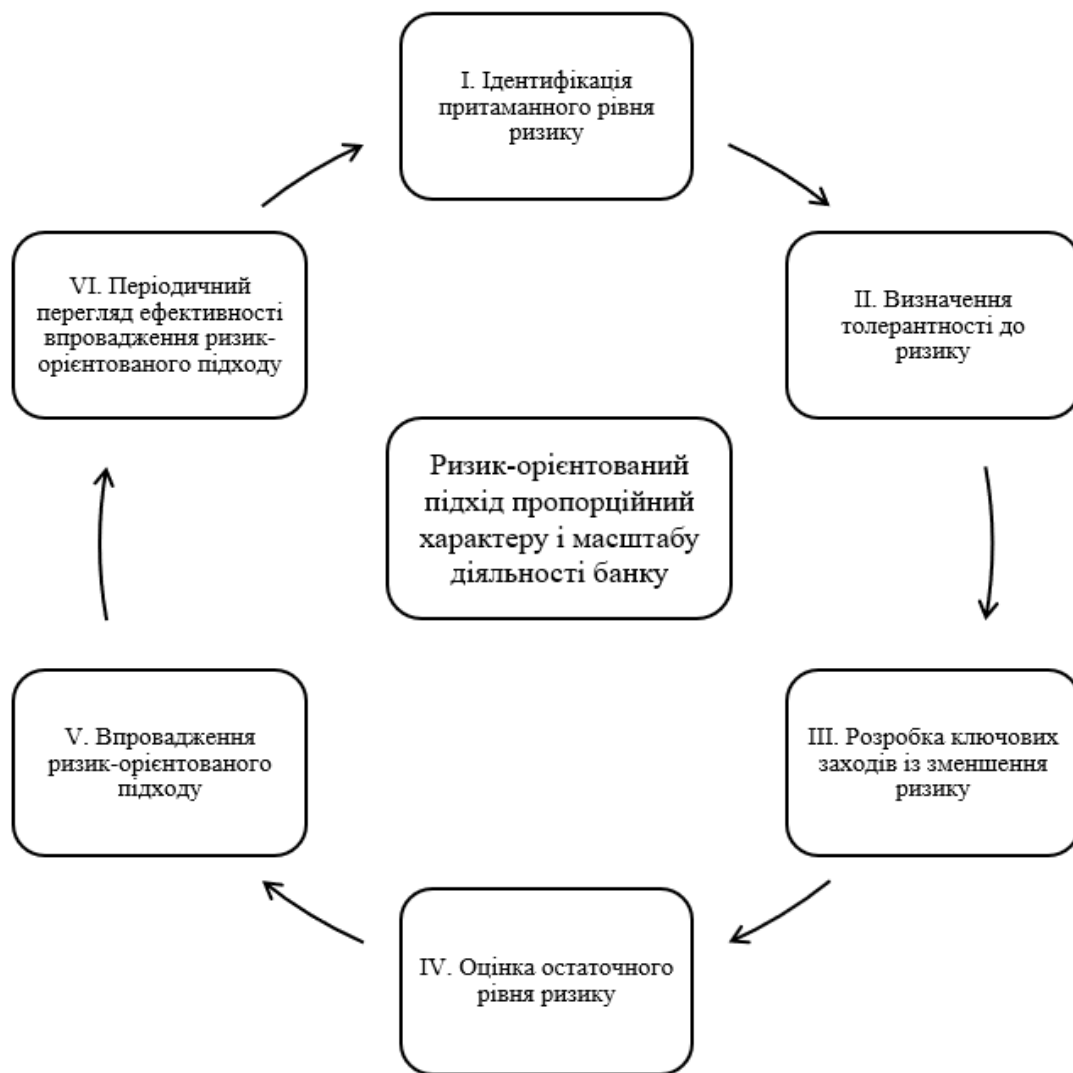 І. Ідентифікація
притаманного рівня
ризику
ІІ. Визначення
толерантності до
ризику
ІІІ. Розробка ключових
заходів із зменшення
ризику
IV. Оцінка остаточного
рівня ризику
V. Впровадження
ризик-орієнтованого
підходу
VI. Періодичний
перегляд ефективності
впровадження ризик-
орієнтованого підходу
Ризик-орієнтований
підхід пропорційний
характеру і масштабу
діяльності банку